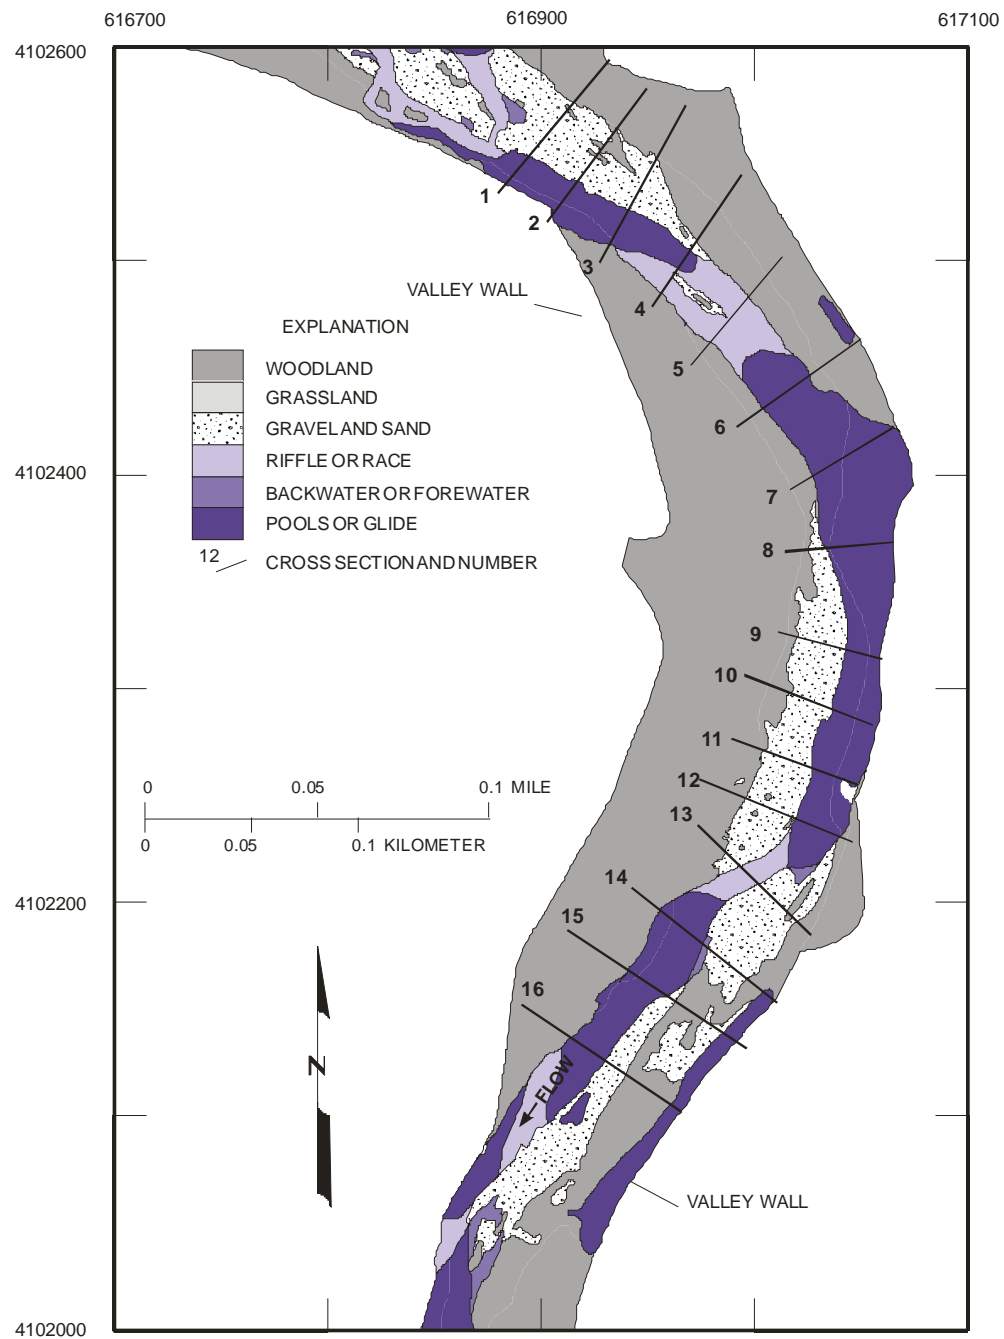 616700
616900
617100
4102600
1
2
3
VALLEY WALL
4
EXPLANATION
5
WOODLAND
GRASSLAND
6
GRAVEL AND SAND
RIFFLE OR RACE
BACKWATER OR FOREWATER
4102400
7
POOLS OR GLIDE
8
12
CROSS SECTION AND NUMBER
9
10
11
12
0 0.05 0.1 MILE
13
0 0.05 0.1 KILOMETER
14
4102200
15
16
N
FLOW
VALLEY WALL
4102000